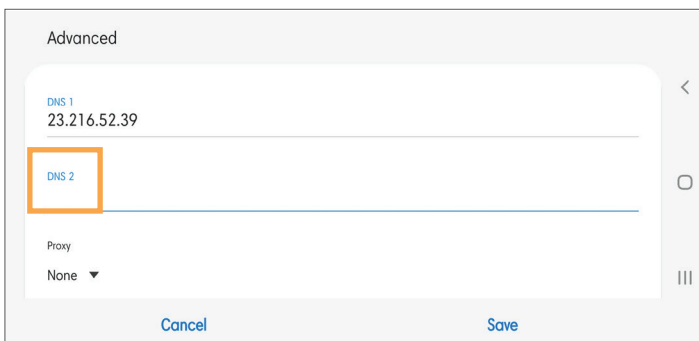 Advanced
DNS 1
23.216.52.39
DNS 2
Proxy
None
Cancel Save